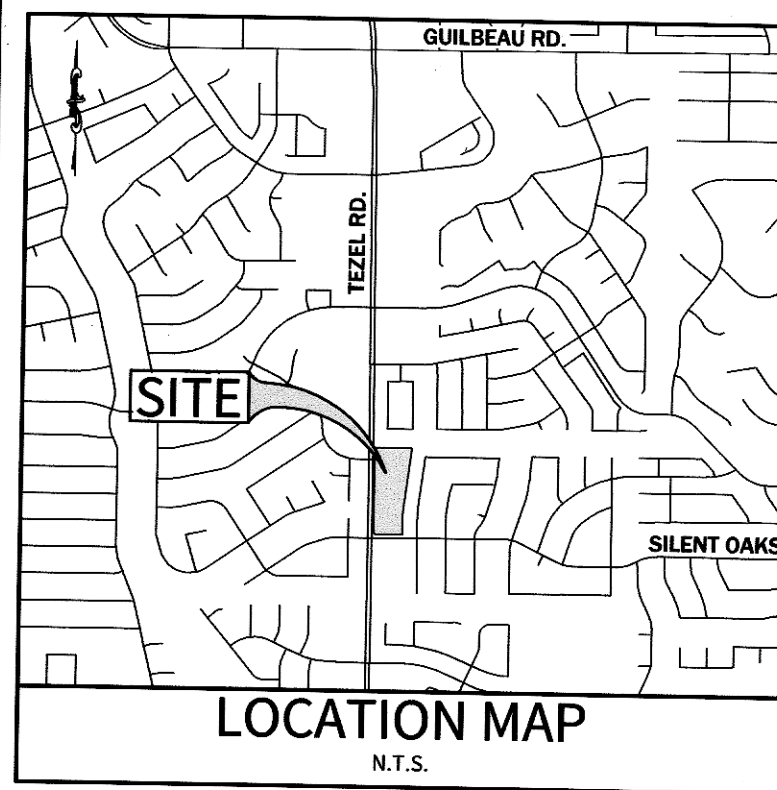 GUILBEAU RD.
TEZEL RD.
SITE
SILENT OAKS
LOCATION MAP
N.T.S.